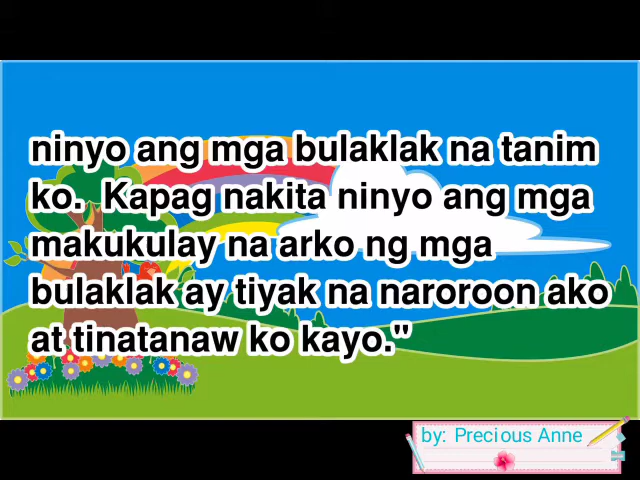 ninyo ang mga bulaklak na tanim
ko.  Kapag nakita ninyo ang mga
makukulay na arko ng mga
bulaklak ay tiyak na naroroon ako
at tinatanaw ko kayo."
by: Precious Anne